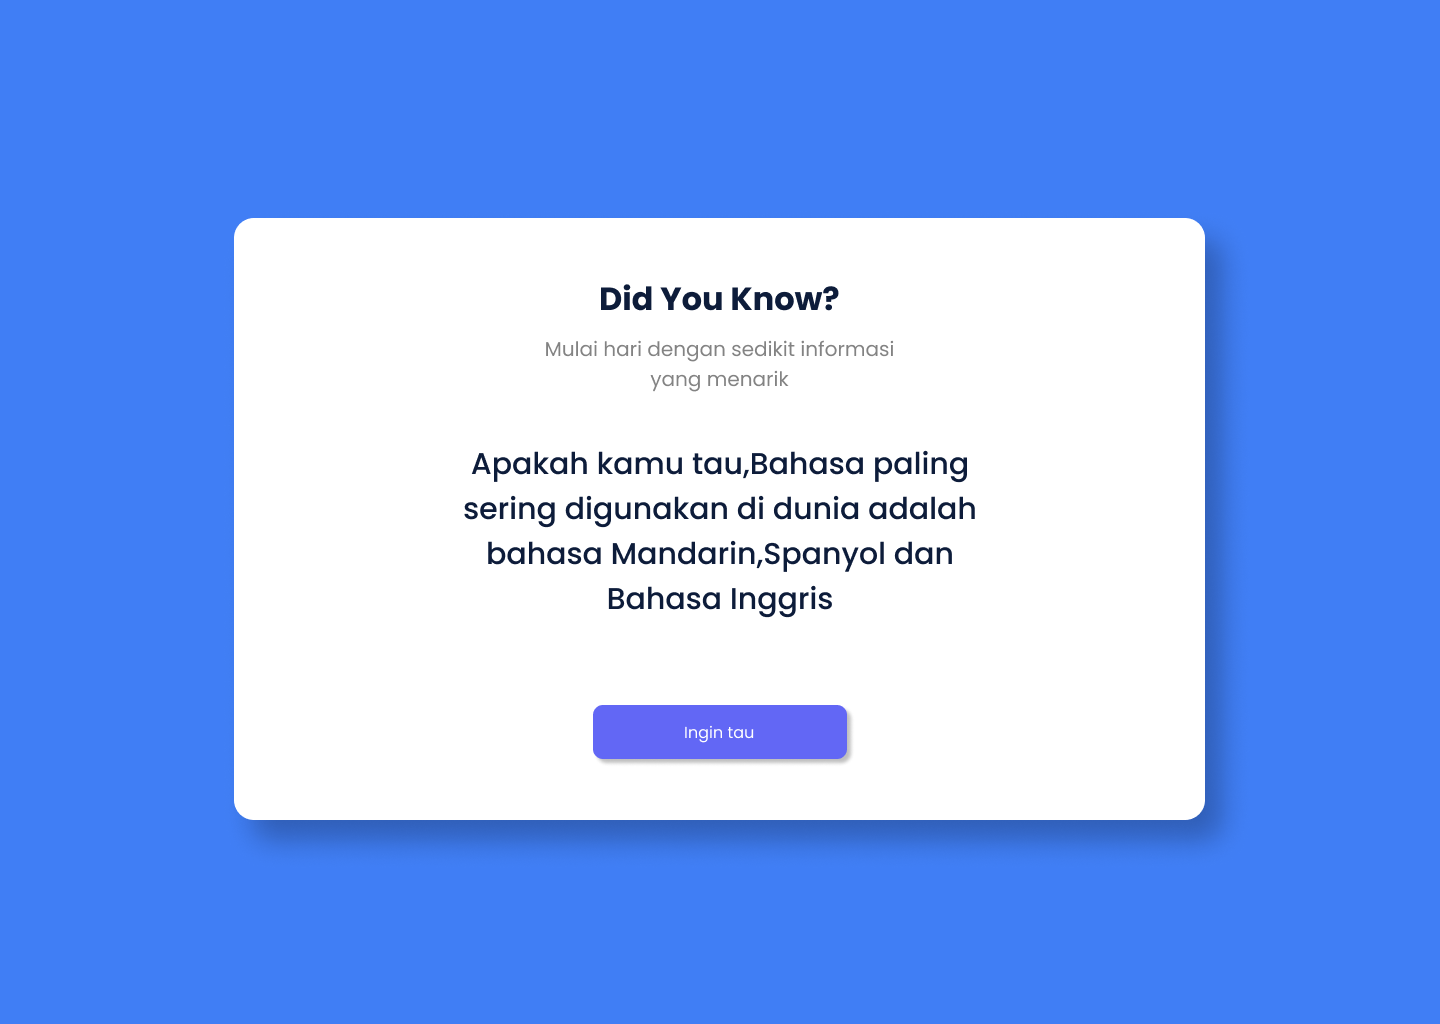 Did You Know?
Mulai hari dengan sedikit informasi
yang menarik
Apakah kamu tau,Bahasa paling
sering digunakan di dunia adalah
bahasa Mandarin,Spanyol dan
Bahasa Inggris
Ingin tau